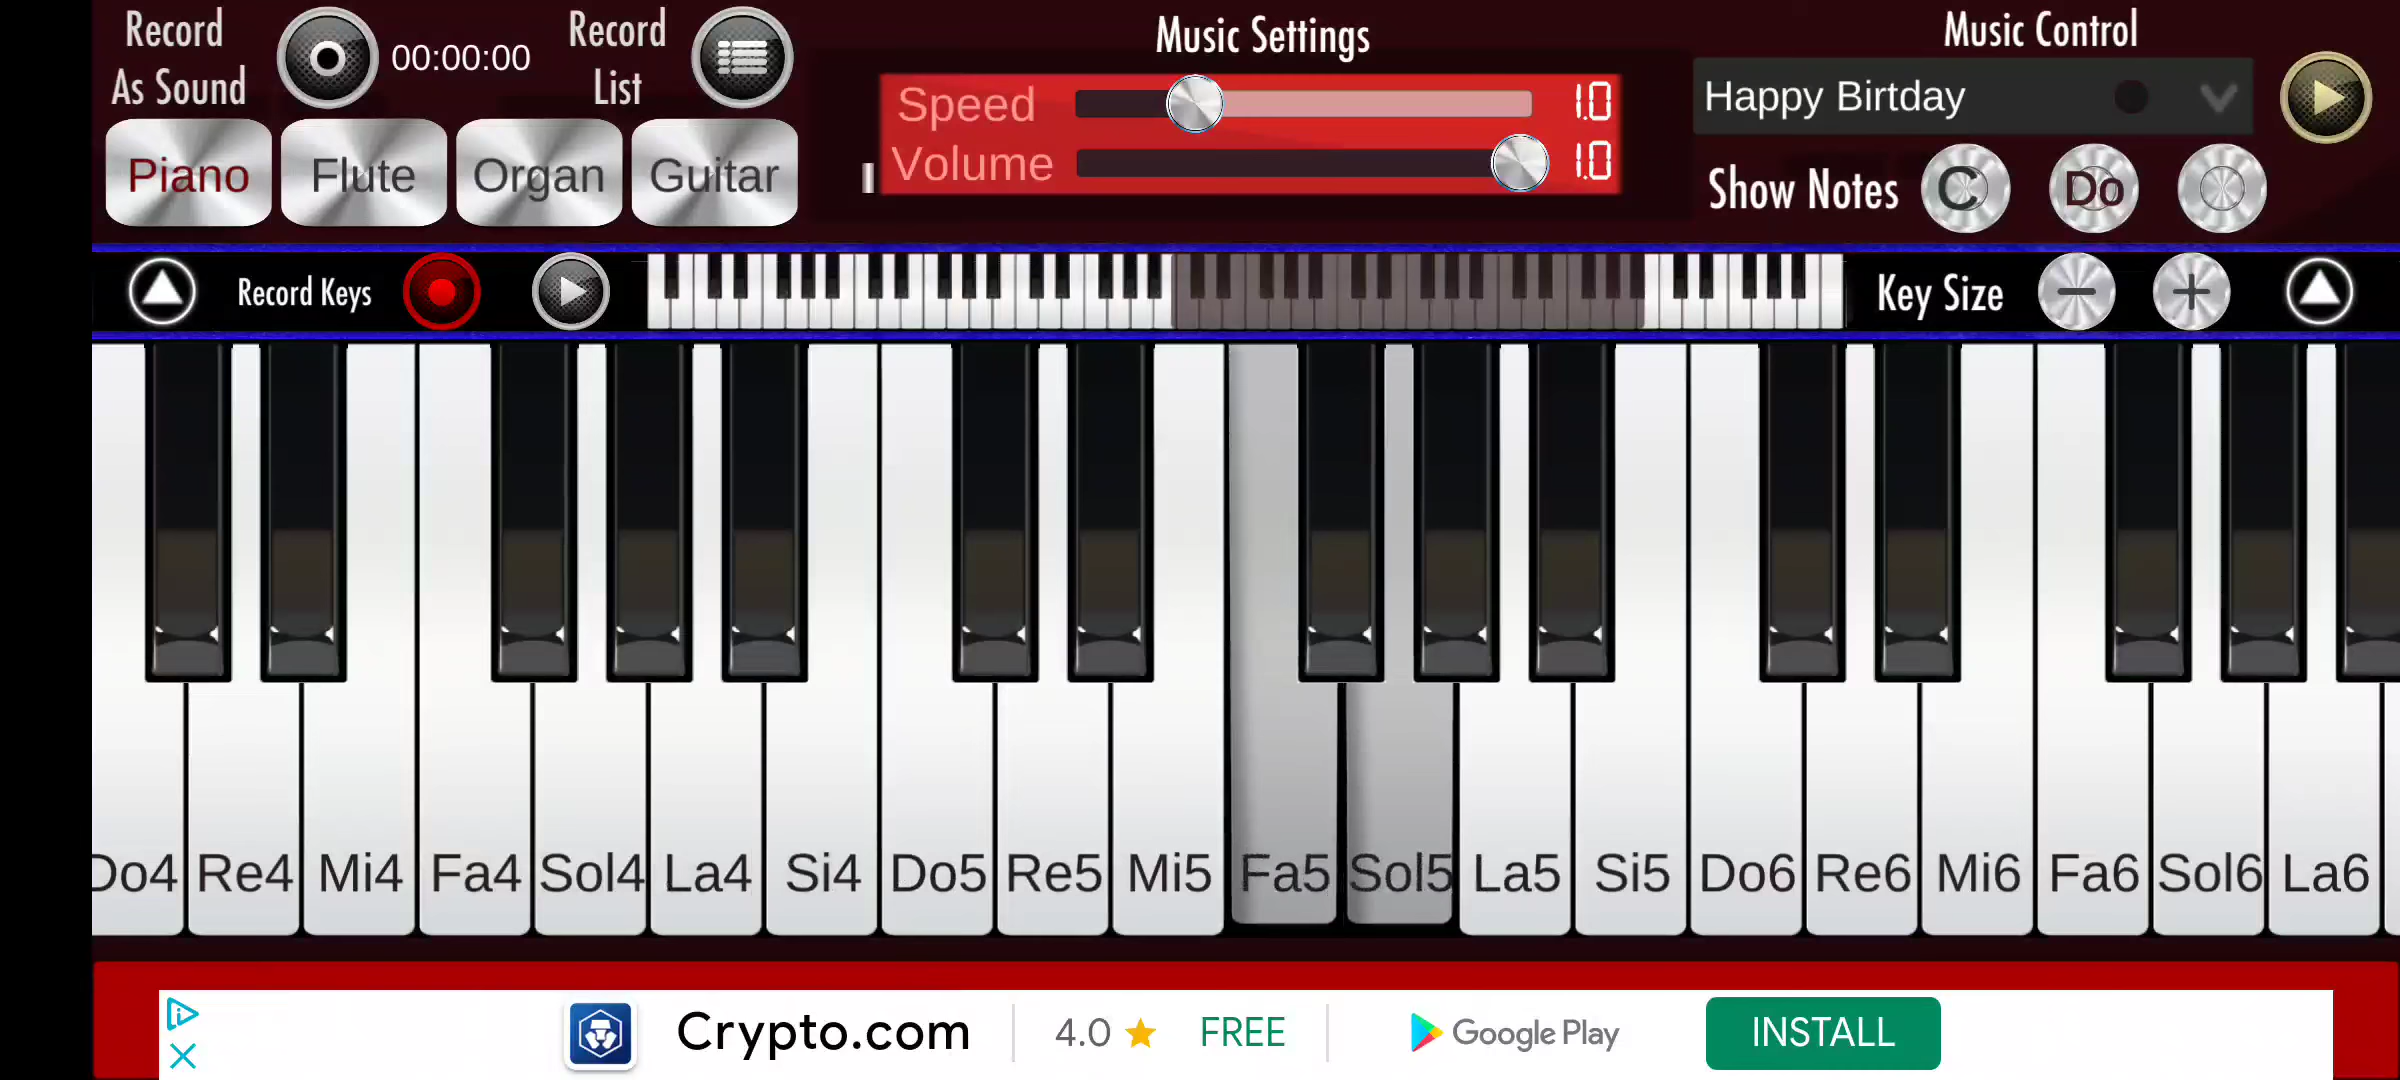 Record
As Sound
00:00:00
Record
List
Music Settings
Music Control
Speed 1.0
Volume 1.0
Happy Birtday
Piano Flute Organ Guitar
Show Notes C Do
Record Keys
Key Size
Do4 Re4 Mi4 Fa4 Sol4 La4 Si4 Do5 Re5 Mi5 Fa5 Sol5 La5 Si5 Do6 Re6 Mi6 Fa6 Sol6 La6
Crypto.com 4.0 FREE Google Play INSTALL